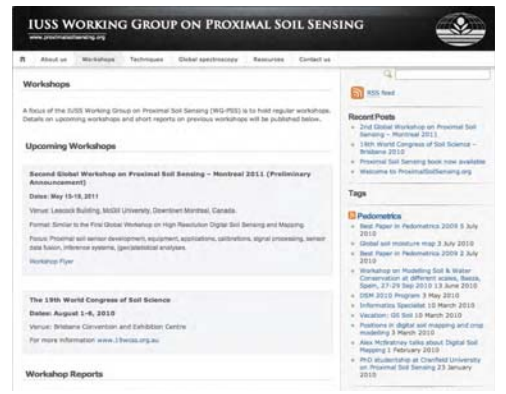 IUSS WORKING GROUP ON PROXIMAL SOIL SENSING
www.proximalsoilsensing.org
About us Workshops Techniques Global spectroscopy Resources Contact us
Workshops
A focus of the IUSS Working Group on Proximal Soil Sensing (WG-PSS) is to hold regular workshops.
Details on upcoming workshops and short reports on previous workshops will be published below.
Upcoming Workshops
Second Global Workshop on Proximal Soil Sensing – Montreal 2011 (Preliminary
Announcement)
Dates: May 15-19, 2011
Venue: Leacock Building, McGill University, Downtown Montreal, Canada.
Format: Similar to the First Global Workshop on High Resolution Digital Soil Sensing and Mapping.
Focus: Proximal soil sensor development, equipment, applications, calibrations, signal processing, sensor
data fusion, inference systems, (geo)statistical analyses.
Workshop Flyer
The 19th World Congress of Soil Science
Dates: August 1-6, 2010
Venue: Brisbane Convention and Exhibition Centre
For more information www.19wcss.org.au
Workshop Reports
RSS feed
Recent Posts
2nd Global Workshop on Proximal Soil
Sensing – Montreal 2011
19th World Congress of Soil Science –
Brisbane 2010
Proximal Soil Sensing book now available
Welcome to ProximalSoilSensing.org
Tags
Pedometrics
Best Paper in Pedometrics 2009 5 July
2010
Global soil moisture map 3 July 2010
Best Paper in Pedometrics 2009 2 July
2010
Workshop on Modelling Soil & Water
Conservation at different scales, Baeza,
Spain, 27-29 Sep 2010 13 June 2010
DSM 2010 Program 3 May 2010
Informatics Specialist 10 March 2010
Vacation: GIS Soil 10 March 2010
Positions in digital soil mapping and crop
modelling 3 March 2010
Alex McBratney talks about Digital Soil
Mapping 1 February 2010
PhD studentship at Cranfield University
on Proximal Soil Sensing 23 January
2010